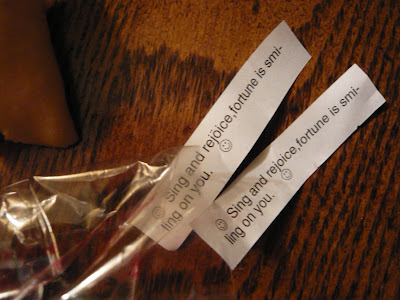 ☺ Sing and rejoice,fortune is smi-
ling on you. ☺
☺ Sing and rejoice,fortune is smi-
ling on you. ☺